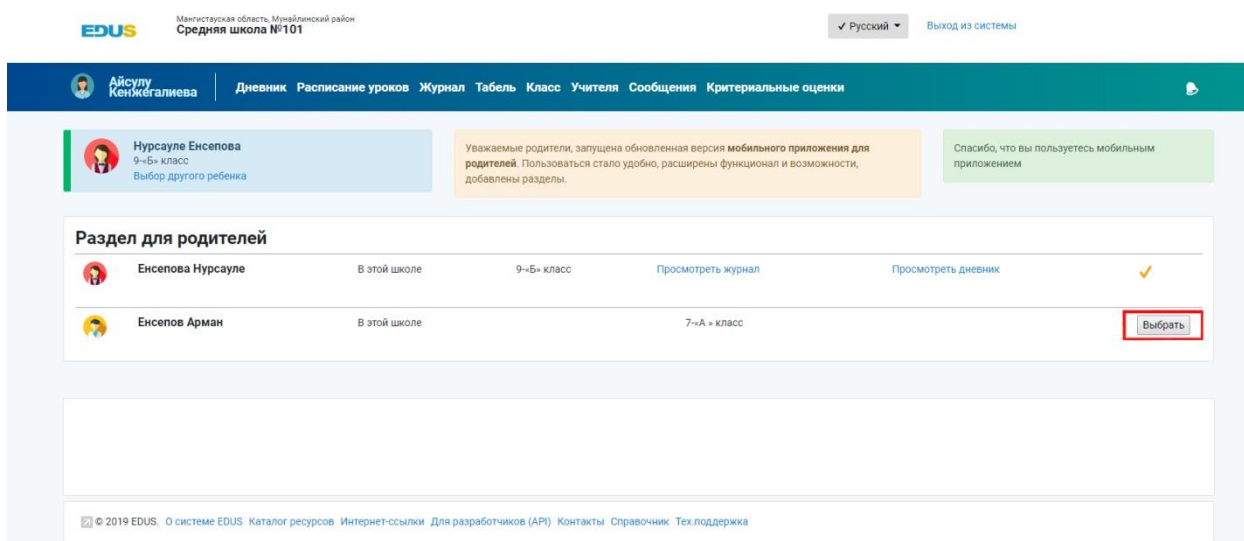 EDUS
Мангистауская область, Мунайлинский район
Средняя школа №101
✓ Русский
Выход из системы
Айсулу
Кенжегалиева
Дневник Расписание уроков Журнал Табель Класс Учителя Сообщения Критериальные оценки
Нурсауле Енсепова
9-«Б» класс
Выбор другого ребенка
Уважаемые родители, запущена обновленная версия мобильного приложения для
родителей. Пользоваться стало удобно, расширены функционал и возможности,
добавлены разделы.
Спасибо, что вы пользуетесь мобильным
приложением
Раздел для родителей
Енсепова Нурсауле В этой школе 9-«Б» класс Просмотреть журнал Просмотреть дневник
Енсепов Арман В этой школе 7-«А » класс Выбрать
© 2019 EDUS. О системе EDUS Каталог ресурсов Интернет-ссылки Для разработчиков (API) Контакты Справочник Тех.поддержка